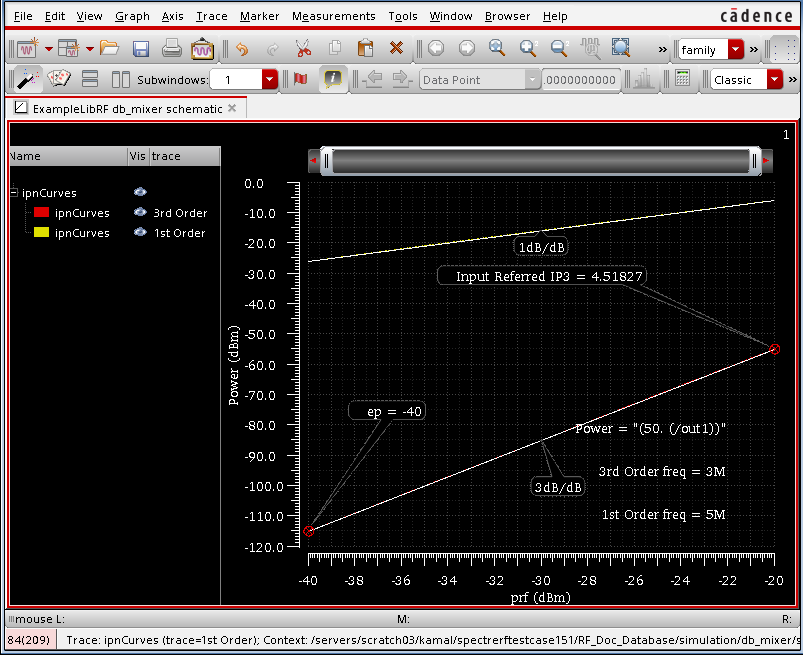 File Edit View Graph Axis Trace Marker Measurements Tools Window Browser Help
cādence
» family »
Subwindows: 1 Data Point .0000000000 Classic »
ExampleLibRF db_mixer schematic
1
Name Vis trace
ipnCurves
ipnCurves 3rd Order
ipnCurves 1st Order
0.0
-10.0
-20.0
-30.0
-40.0
-50.0
-60.0
-70.0
-80.0
-90.0
-100.0
-110.0
-120.0
Power (dBm)
1dB/dB
Input Referred IP3 = 4.51827
ep = -40
Power = "(50. (/out1))"
3rd Order freq = 3M
3dB/dB
1st Order freq = 5M
-40 -38 -36 -34 -32 -30 -28 -26 -24 -22 -20
prf (dBm)
mouse L: M: R:
84(209) Trace: ipnCurves (trace=1st Order); Context: /servers/scratch03/kamal/spectrerftestcase151/RF_Doc_Database/simulation/db_mixer/s